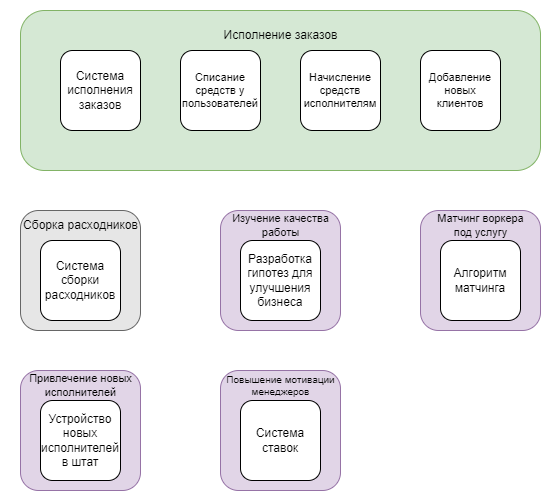 Исполнение заказов
Система
исполнения
заказов
Списание
средств у
пользователей
Начисление
средств
исполнителям
Добавление
новых
клиентов
Сборка расходников
Система
сборки
расходников
Изучение качества
работы
Разработка
гипотез для
улучшения
бизнеса
Матчинг воркера
под услугу
Алгоритм
матчинга
Привлечение новых
исполнителей
Устройство
новых
исполнителей
в штат
Повышение мотивации
менеджеров
Система
ставок